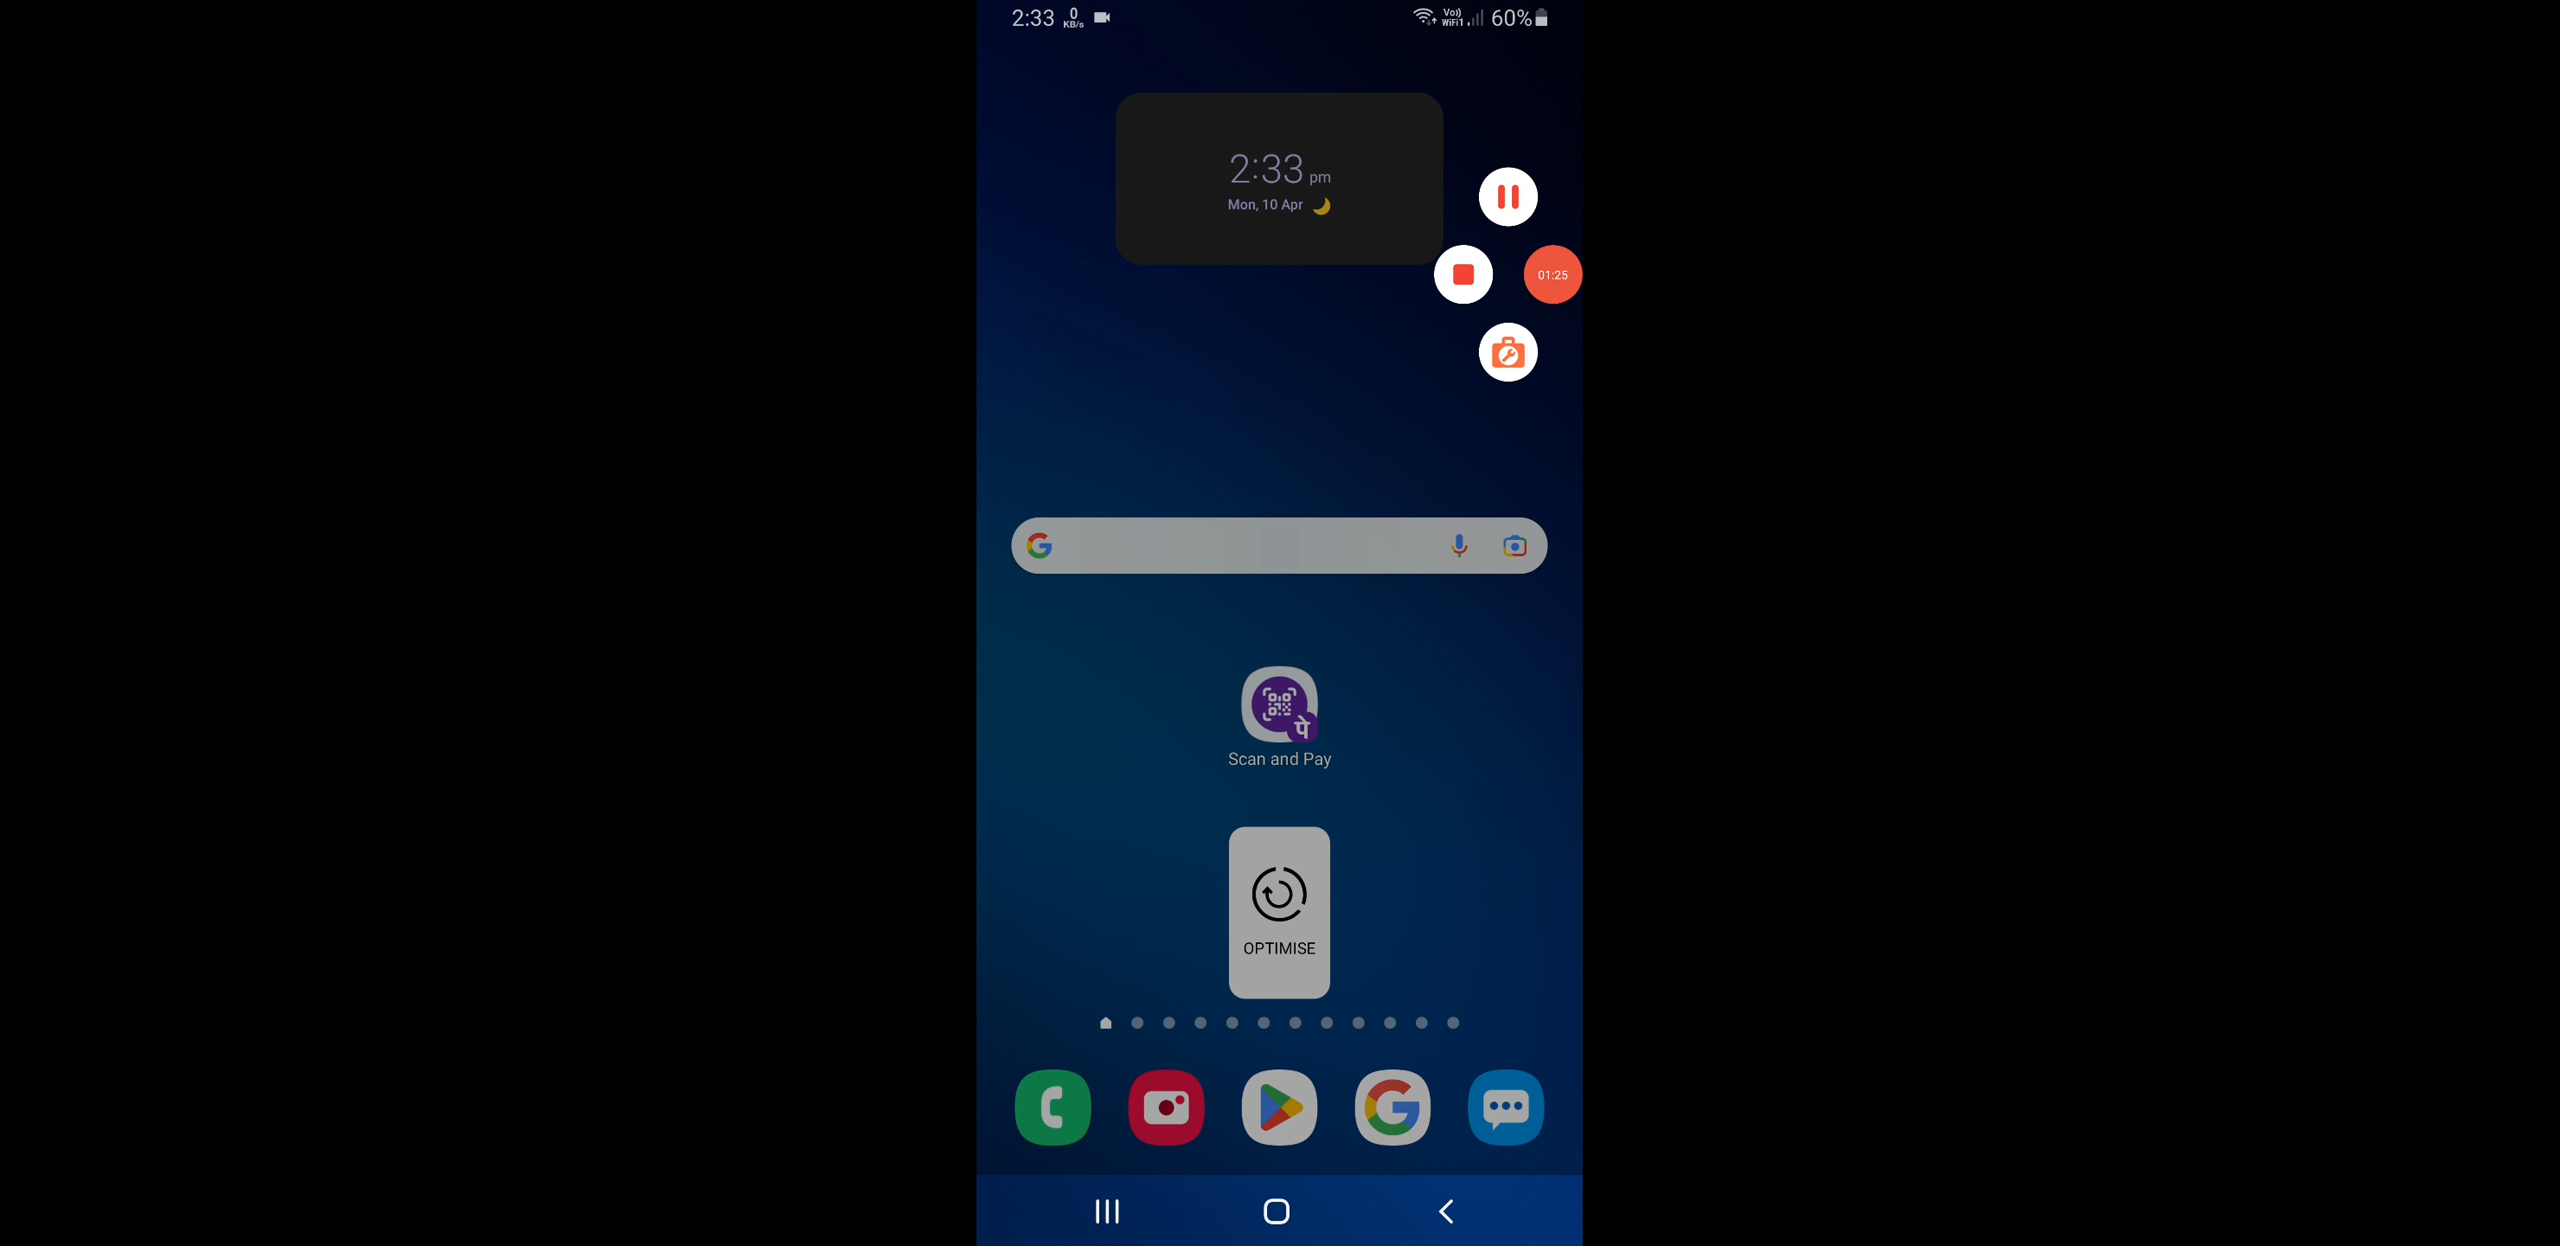 2:33 0 KB/s Vo)) WiFi1 60%
2:33 pm
Mon, 10 Apr
01:25
पे
Scan and Pay
OPTIMISE